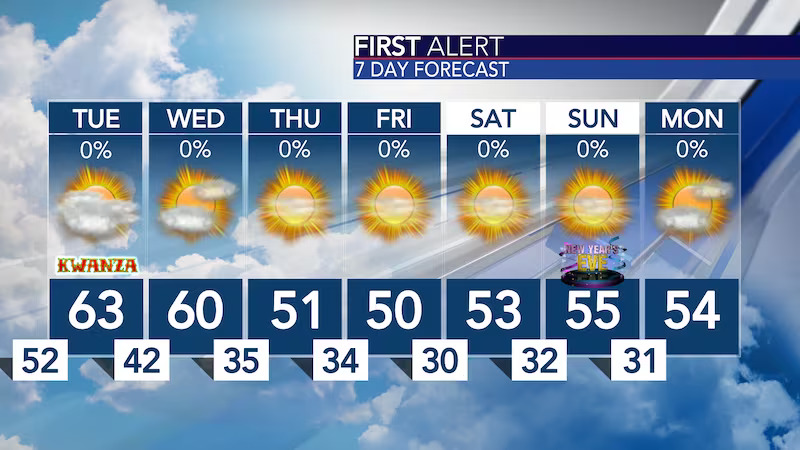 FIRST ALERT
7 DAY FORECAST
TUE WED THU FRI SAT SUN MON
0% 0% 0% 0% 0% 0% 0%
KWANZA
NEW YEAR'S
EVE
63 60 51 50 53 55 54
52 42 35 34 30 32 31